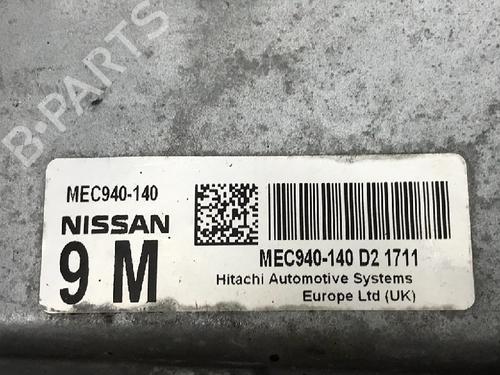 B-PARTS
MEC940-140
NISSAN
9 M
MEC940-140 D2 1711
Hitachi Automotive Systems
Europe Ltd (UK)